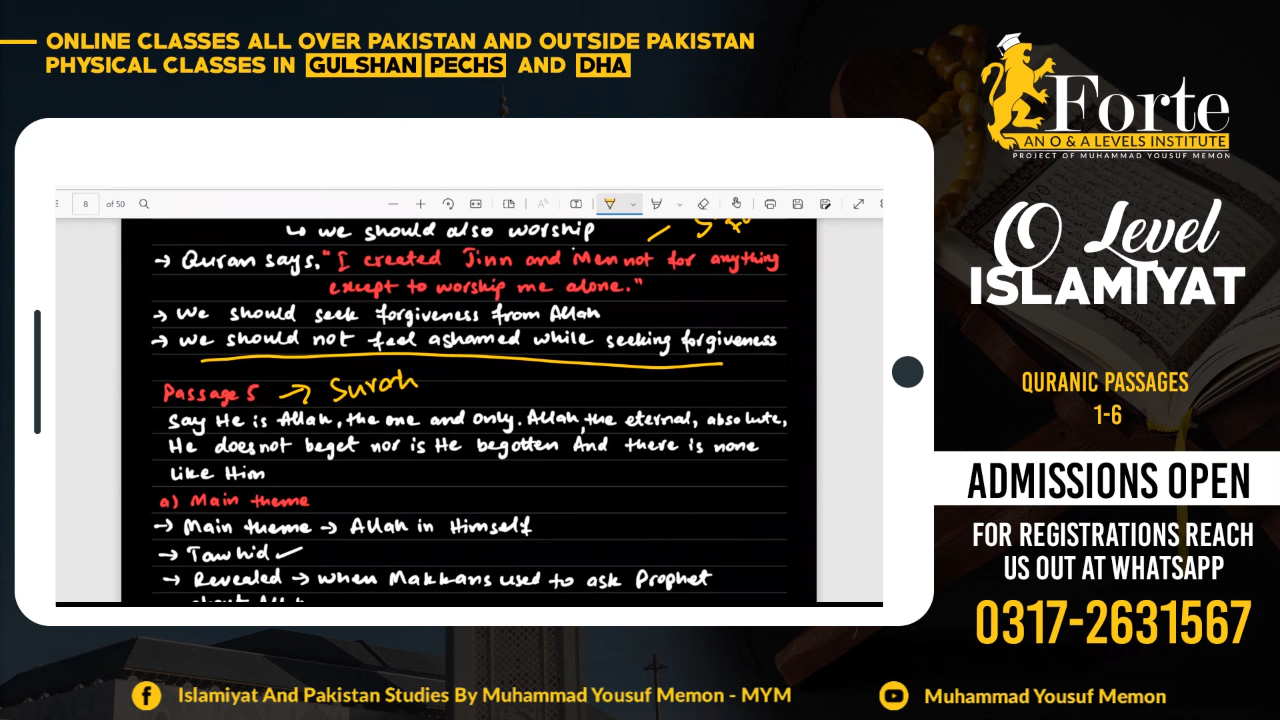 ONLINE CLASSES ALL OVER PAKISTAN AND OUTSIDE PAKISTAN
PHYSICAL CLASSES IN GULSHAN PECHS AND DHA
Forte
AN O & A LEVELS INSTITUTE
PROJECT OF MUHAMMAD YOUSUF MEMON
O Level
ISLAMIYAT
QURANIC PASSAGES
1-6
ADMISSIONS OPEN
FOR REGISTRATIONS REACH
US OUT AT WHATSAPP
0317-2631567
8 of 50
↳ we should also worship
→ Quran says, "I created Jinn and Men not for anything
except to worship me alone."
→ We should seek forgiveness from Allah
→ We should not feel ashamed while seeking forgiveness
Passage 5 → Surah
Say He is Allah, the one and only. Allah, the eternal, absolute,
He does not beget nor is He begotten And there is none
like Him
a) Main theme
→ Main theme → Allah in Himself
→ Tawhid ✓
→ Revealed → when Makkans used to ask Prophet
about Allah
Islamiyat And Pakistan Studies By Muhammad Yousuf Memon - MYM
Muhammad Yousuf Memon